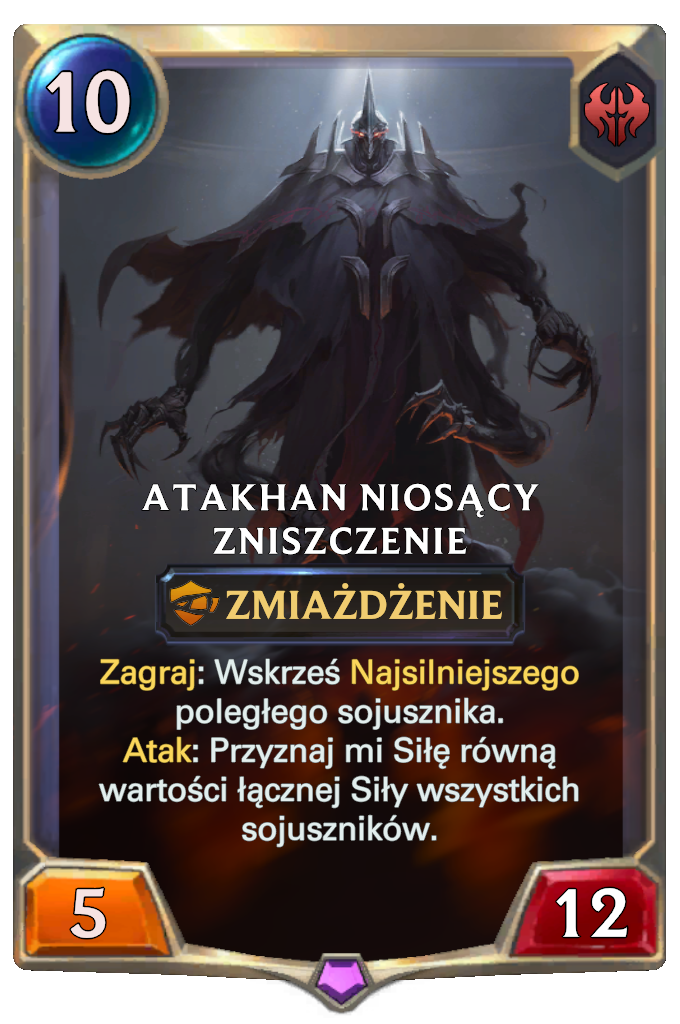 10
ATAKHAN NIOSĄCY
ZNISZCZENIE
ZMIAŻDŻENIE
Zagraj: Wskrześ Najsilniejszego
poległego sojusznika.
Atak: Przyznaj mi Siłę równą
wartości łącznej Siły wszystkich
sojuszników.
5
12